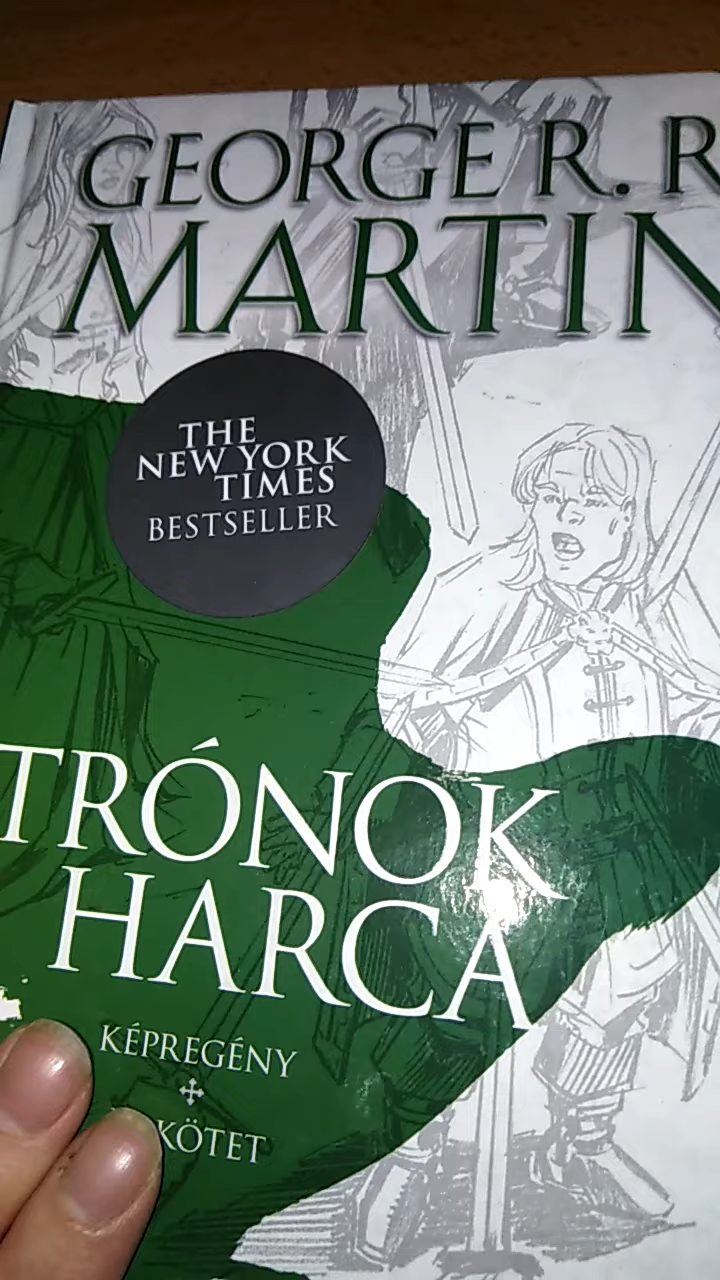 GEORGE R. R.
MARTIN
THE
NEW YORK
TIMES
BESTSELLER
TRÓNOK
HARCA
KÉPREGÉNY
KÖTET